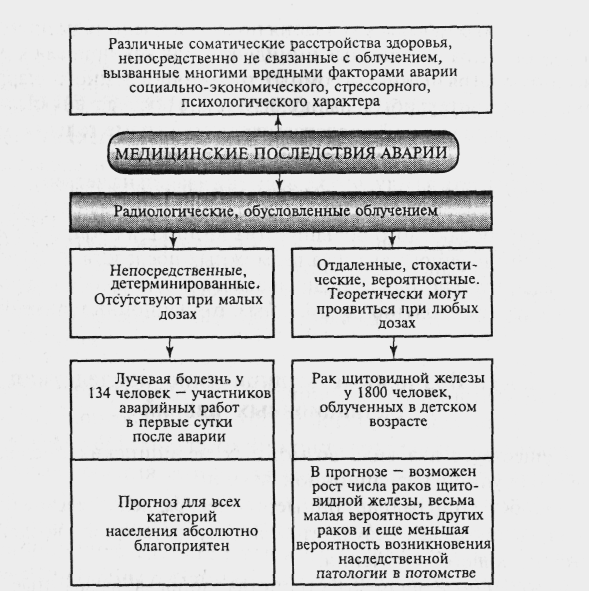 Различные соматические расстройства здоровья,
непосредственно не связанные с облучением,
вызванные многими вредными факторами аварии
социально-экономического, стрессорного,
психологического характера
МЕДИЦИНСКИЕ ПОСЛЕДСТВИЯ АВАРИИ
Радиологические, обусловленные облучением
Непосредственные,
детерминированные.
Отсутствуют при малых
дозах
Отдаленные, стохасти-
ческие, вероятностные.
Теоретически могут
проявиться при любых
дозах
Лучевая болезнь у
134 человек — участников
аварийных работ
в первые сутки
после аварии
Рак щитовидной железы
у 1800 человек,
облученных в детском
возрасте
Прогноз для всех
категорий
населения абсолютно
благоприятен
В прогнозе — возможен
рост числа раков щито-
видной железы, весьма
малая вероятность других
раков и еще меньшая
вероятность возникновения
наследственной
патологии в потомстве